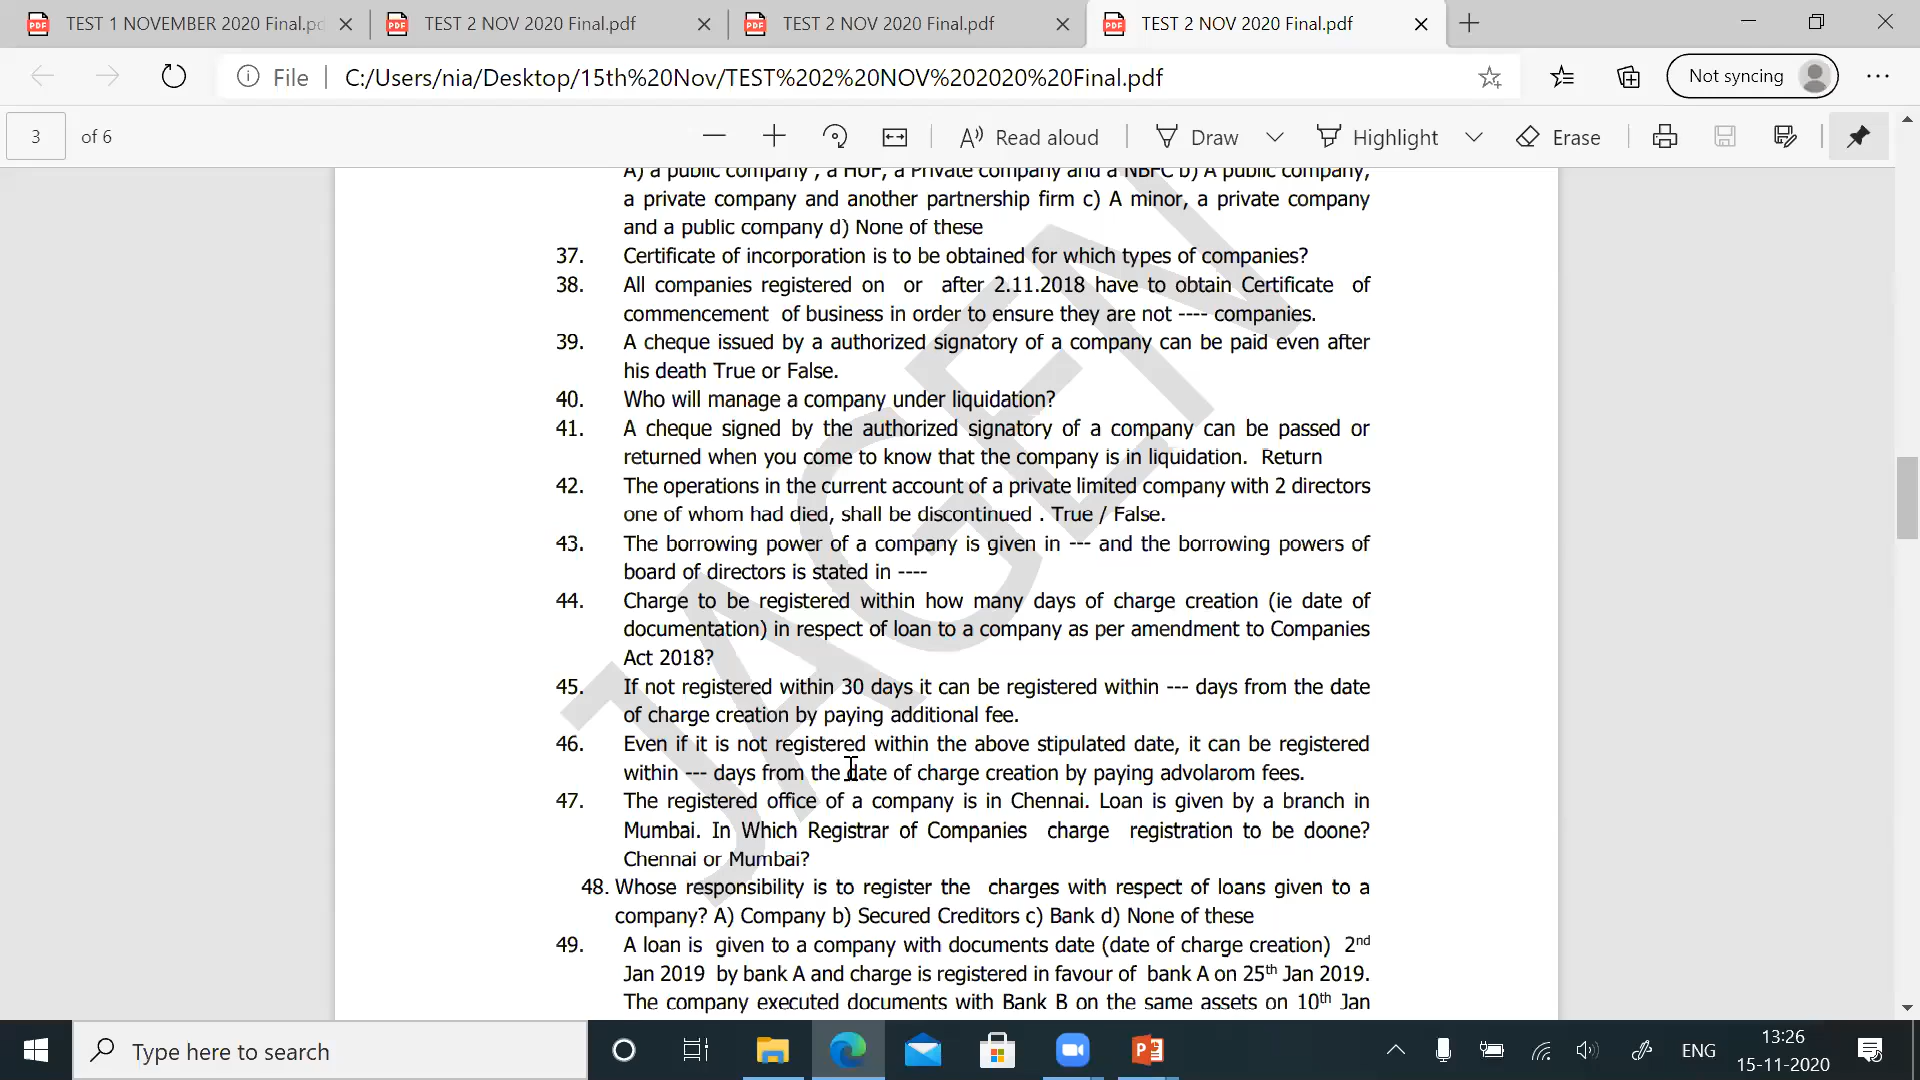 TEST 1 NOVEMBER 2020 Final.pd
TEST 2 NOV 2020 Final.pdf
TEST 2 NOV 2020 Final.pdf
TEST 2 NOV 2020 Final.pdf
File
C:/Users/nia/Desktop/15th%20Nov/TEST%202%20NOV%202020%20Final.pdf
Not syncing
3 of 6
Read aloud
Draw
Highlight
Erase
A) a public company , a HUF, a Private company and a NBFC b) A public company,
a private company and another partnership firm c) A minor, a private company
and a public company d) None of these
37. Certificate of incorporation is to be obtained for which types of companies?
38. All companies registered on or after 2.11.2018 have to obtain Certificate of
commencement of business in order to ensure they are not ---- companies.
39. A cheque issued by a authorized signatory of a company can be paid even after
his death True or False.
40. Who will manage a company under liquidation?
41. A cheque signed by the authorized signatory of a company can be passed or
returned when you come to know that the company is in liquidation. Return
42. The operations in the current account of a private limited company with 2 directors
one of whom had died, shall be discontinued . True / False.
43. The borrowing power of a company is given in --- and the borrowing powers of
board of directors is stated in ----
44. Charge to be registered within how many days of charge creation (ie date of
documentation) in respect of loan to a company as per amendment to Companies
Act 2018?
45. If not registered within 30 days it can be registered within --- days from the date
of charge creation by paying additional fee.
46. Even if it is not registered within the above stipulated date, it can be registered
within --- days from the date of charge creation by paying advolarom fees.
47. The registered office of a company is in Chennai. Loan is given by a branch in
Mumbai. In Which Registrar of Companies charge registration to be doone?
Chennai or Mumbai?
48. Whose responsibility is to register the charges with respect of loans given to a
company? A) Company b) Secured Creditors c) Bank d) None of these
49. A loan is given to a company with documents date (date of charge creation) 2nd
Jan 2019 by bank A and charge is registered in favour of bank A on 25th Jan 2019.
The company executed documents with Bank B on the same assets on 10th Jan
JAGEN
Type here to search
ENG
13:26
15-11-2020